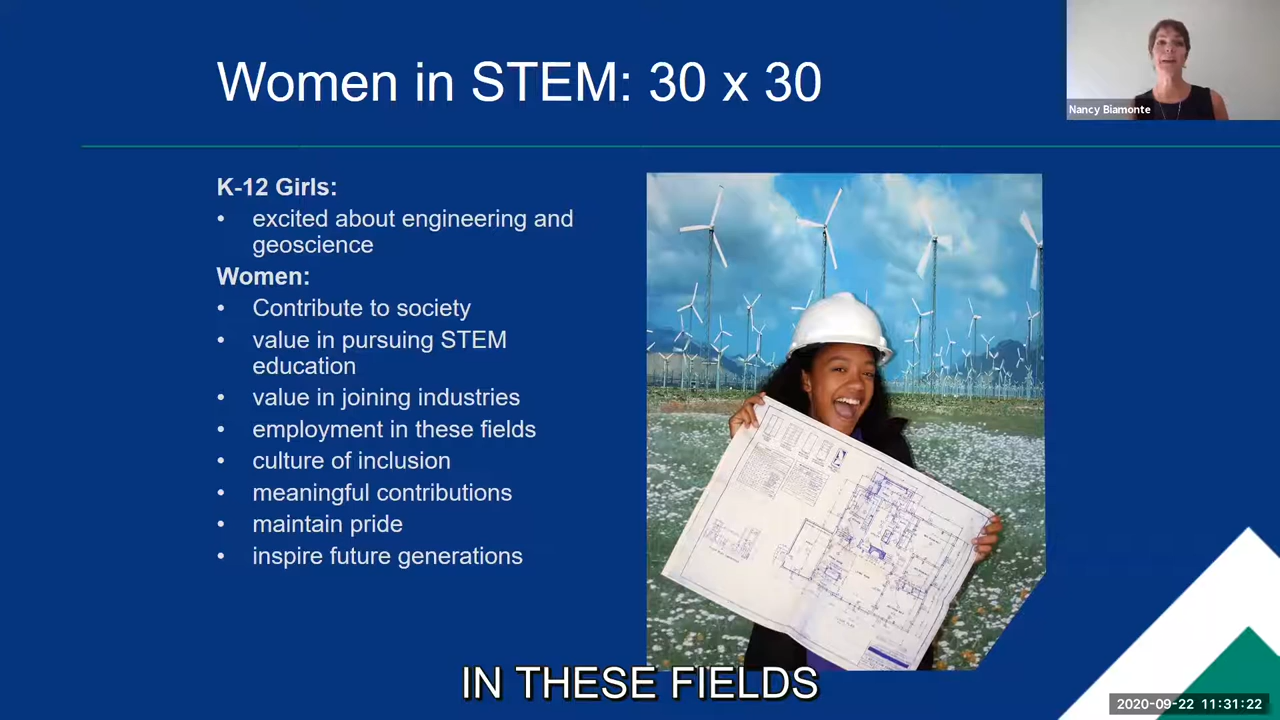 Women in STEM: 30 x 30
Nancy Biamonte
K-12 Girls:
• excited about engineering and
geoscience
Women:
• Contribute to society
• value in pursuing STEM
education
• value in joining industries
• employment in these fields
• culture of inclusion
• meaningful contributions
• maintain pride
• inspire future generations
IN THESE FIELDS
2020-09-22 11:31:22